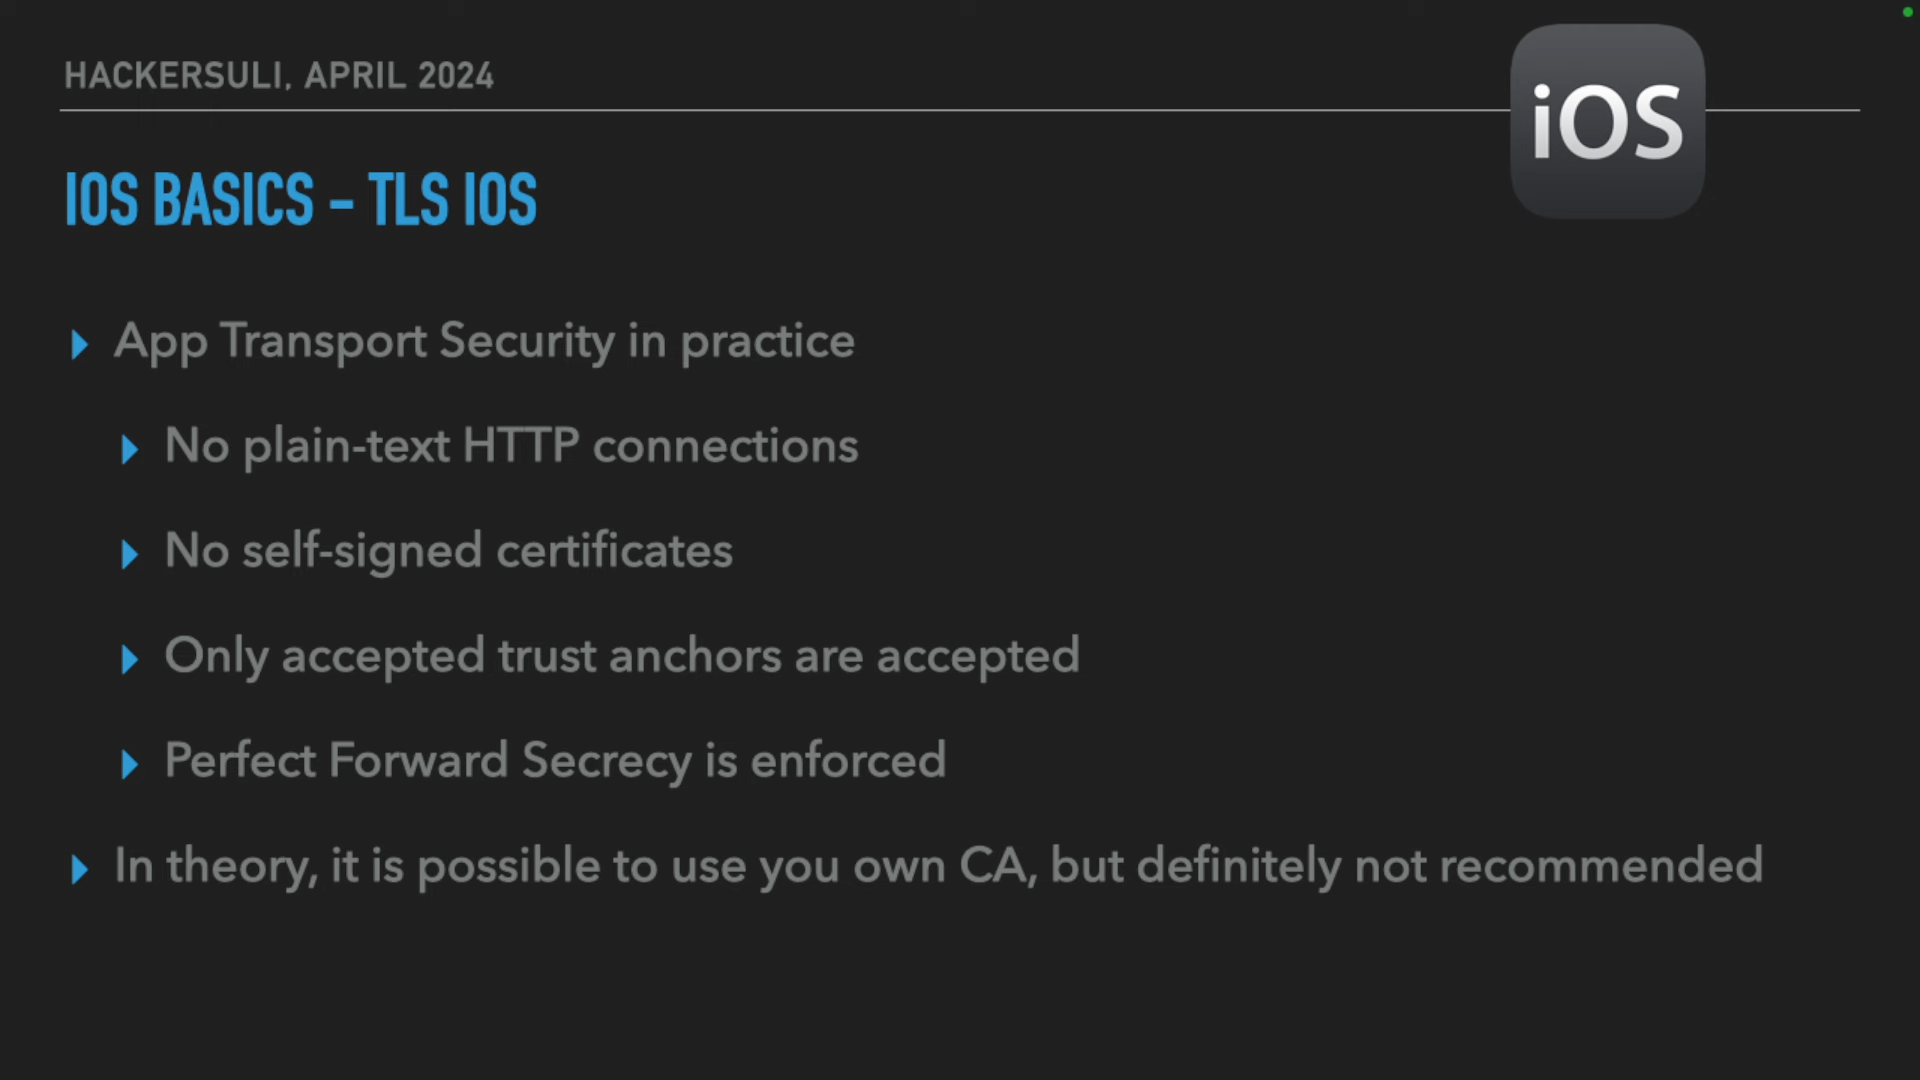 HACKERSULI, APRIL 2024
iOS
IOS BASICS - TLS IOS
App Transport Security in practice
No plain-text HTTP connections
No self-signed certificates
Only accepted trust anchors are accepted
Perfect Forward Secrecy is enforced
In theory, it is possible to use you own CA, but definitely not recommended